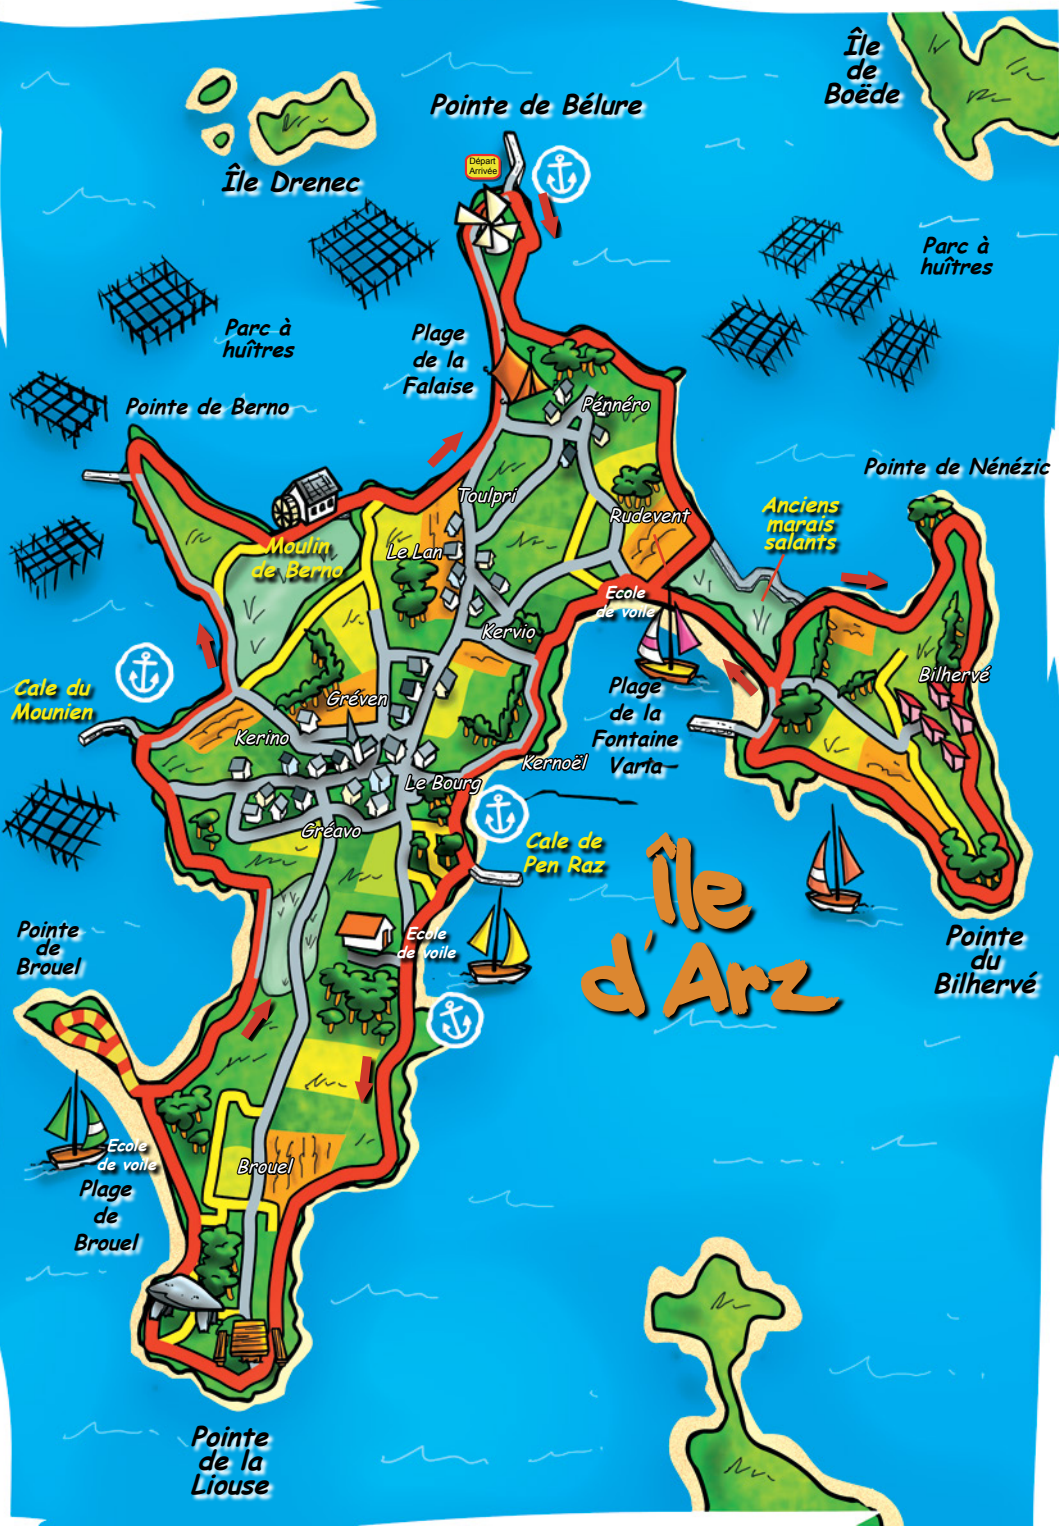 Île
de
Boëde
Pointe de Bélure
Départ
Arrivée
Île Drenec
Parc à
huîtres
Parc à
huîtres
Plage
de la
Falaise
Pointe de Berno
Pénnéro
Pointe de Nénézic
Toulpri
Rudevent
Anciens
marais
salants
Moulin
de Berno
Le Lan
Ecole
de voile
Kervio
Bilhervé
Cale du
Mounien
Gréven
Plage
de la
Fontaine
Varta
Kerino
Kernoël
Le Bourg
Gréavo
Cale de
Pen Raz
Île
d'Arz
Pointe
de
Brouel
Ecole
de voile
Pointe
du
Bilhervé
Ecole
de voile
Plage
de
Brouel
Brouel
Pointe
de la
Liouse